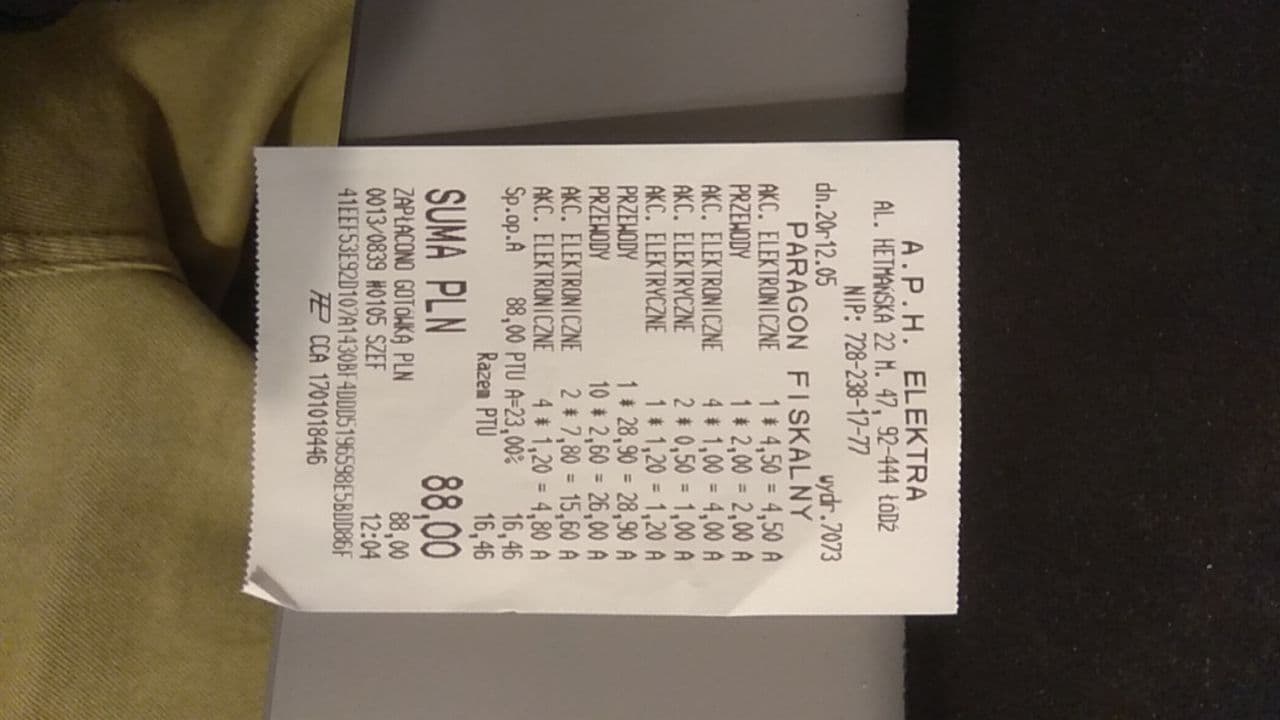 A.P.H. ELEKTRA
AL. HETMAŃSKA 22 M. 47, 92-444 ŁÓDŹ
NIP: 728-238-17-77
dn.20r12.05 wydr.7073
PARAGON FISKALNY
AKC. ELEKTRONICZNE 1 * 4,50 = 4,50 A
PRZEWODY 1 * 2,00 = 2,00 A
AKC. ELEKTRONICZNE 4 * 1,00 = 4,00 A
AKC. ELEKTRYCZNE 2 * 0,50 = 1,00 A
AKC. ELEKTRYCZNE 1 * 1,20 = 1,20 A
PRZEWODY 1 * 28,90 = 28,90 A
PRZEWODY 10 * 2,60 = 26,00 A
AKC. ELEKTRONICZNE 2 * 7,80 = 15,60 A
AKC. ELEKTRONICZNE 4 * 1,20 = 4,80 A
Sp.op.A 88,00 PTU A=23,00% 16,46
Razem PTU 16,46
SUMA PLN 88,00
ZAPŁACONO GOTÓWKĄ PLN 88,00
0013/0839 #0105 SZEF 12:04
CCA 1701018446